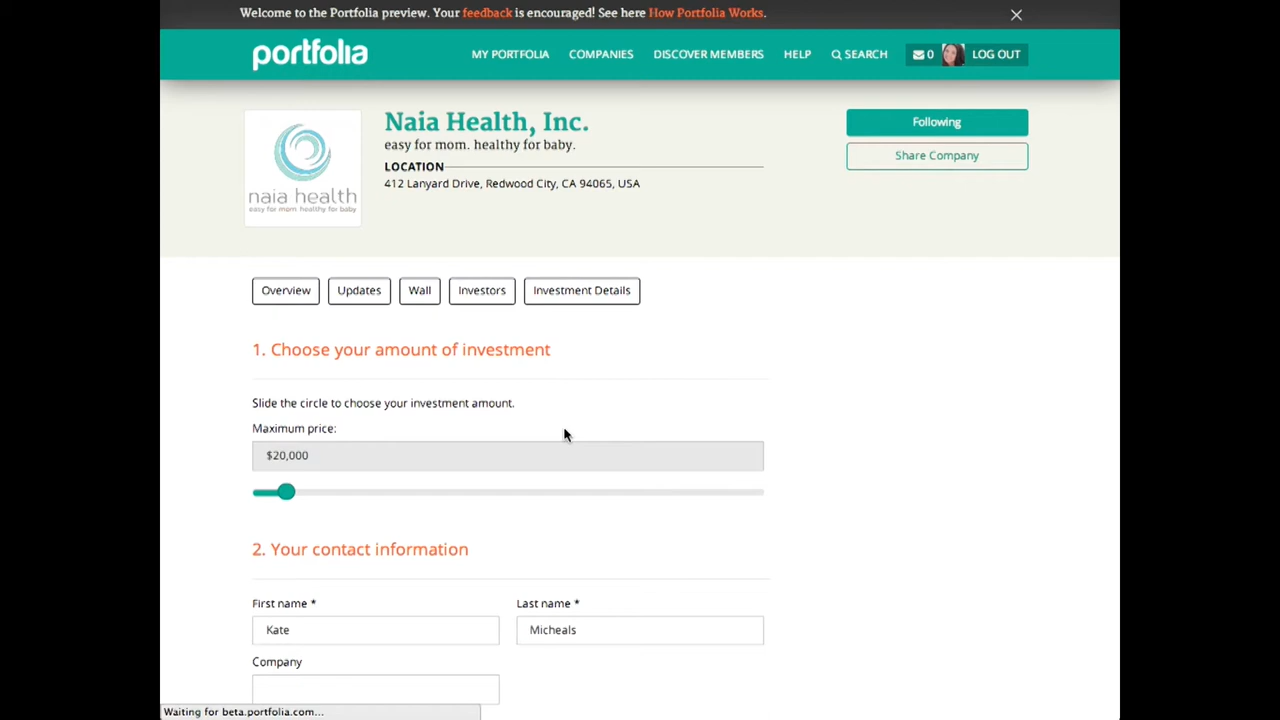 Welcome to the Portfolia preview. Your feedback is encouraged! See here How Portfolia Works.
portfolia
MY PORTFOLIA
COMPANIES
DISCOVER MEMBERS
HELP
SEARCH
0
LOG OUT
naia health
easy for mom. healthy for baby
Naia Health, Inc.
easy for mom. healthy for baby.
LOCATION
412 Lanyard Drive, Redwood City, CA 94065, USA
Following
Share Company
Overview
Updates
Wall
Investors
Investment Details
1. Choose your amount of investment
Slide the circle to choose your investment amount.
Maximum price:
$20,000
2. Your contact information
First name *
Last name *
Kate
Micheals
Company
Waiting for beta.portfolia.com...